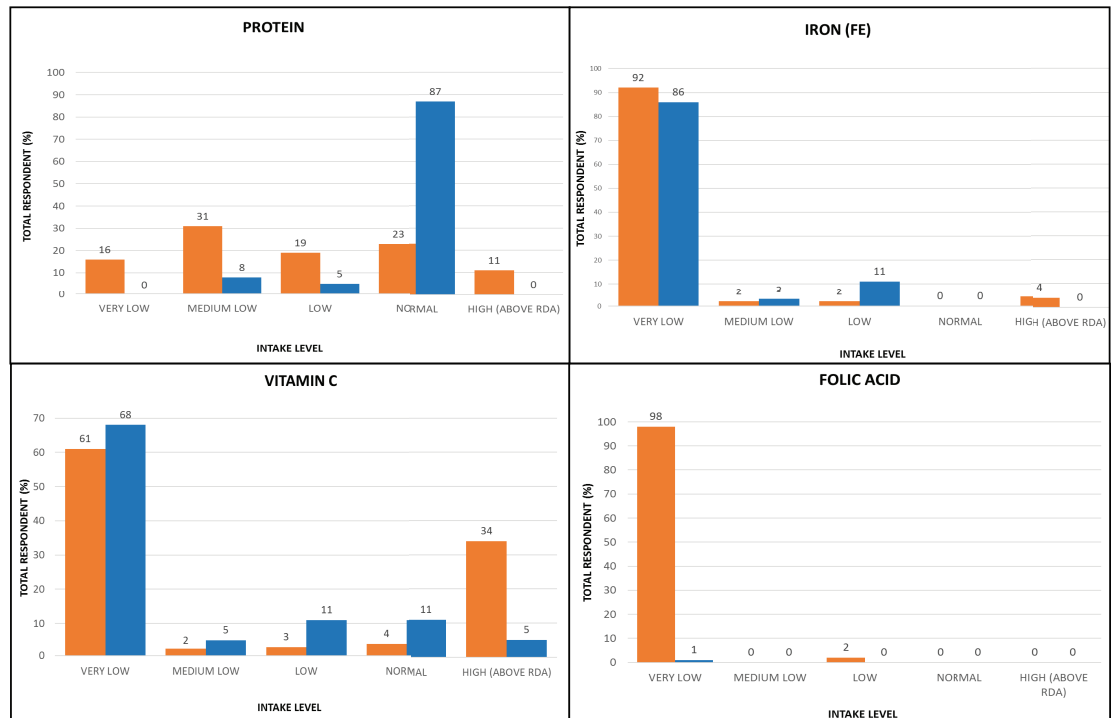 PROTEIN
TOTAL RESPONDENT (%)
100
90
80
70
60
50
40
30
20
10
0
16
0
31
8
19
5
23
87
11
0
VERY LOW
MEDIUM LOW
LOW
NORMAL
HIGH (ABOVE RDA)
INTAKE LEVEL
IRON (FE)
TOTAL RESPONDENT (%)
100
90
80
70
60
50
40
30
20
10
0
92
86
2
2
11
0
0
4
0
VERY LOW
MEDIUM LOW
LOW
NORMAL
HIGH (ABOVE RDA)
INTAKE LEVEL
VITAMIN C
TOTAL RESPONDENT (%)
70
60
50
40
30
20
10
0
61
68
2
5
3
11
4
11
34
5
VERY LOW
MEDIUM LOW
LOW
NORMAL
HIGH (ABOVE RDA)
INTAKE LEVEL
FOLIC ACID
TOTAL RESPONDENT (%)
100
90
80
70
60
50
40
30
20
10
0
98
1
0
0
2
0
0
0
0
0
VERY LOW
MEDIUM LOW
LOW
NORMAL
HIGH (ABOVE
RDA)
INTAKE LEVEL